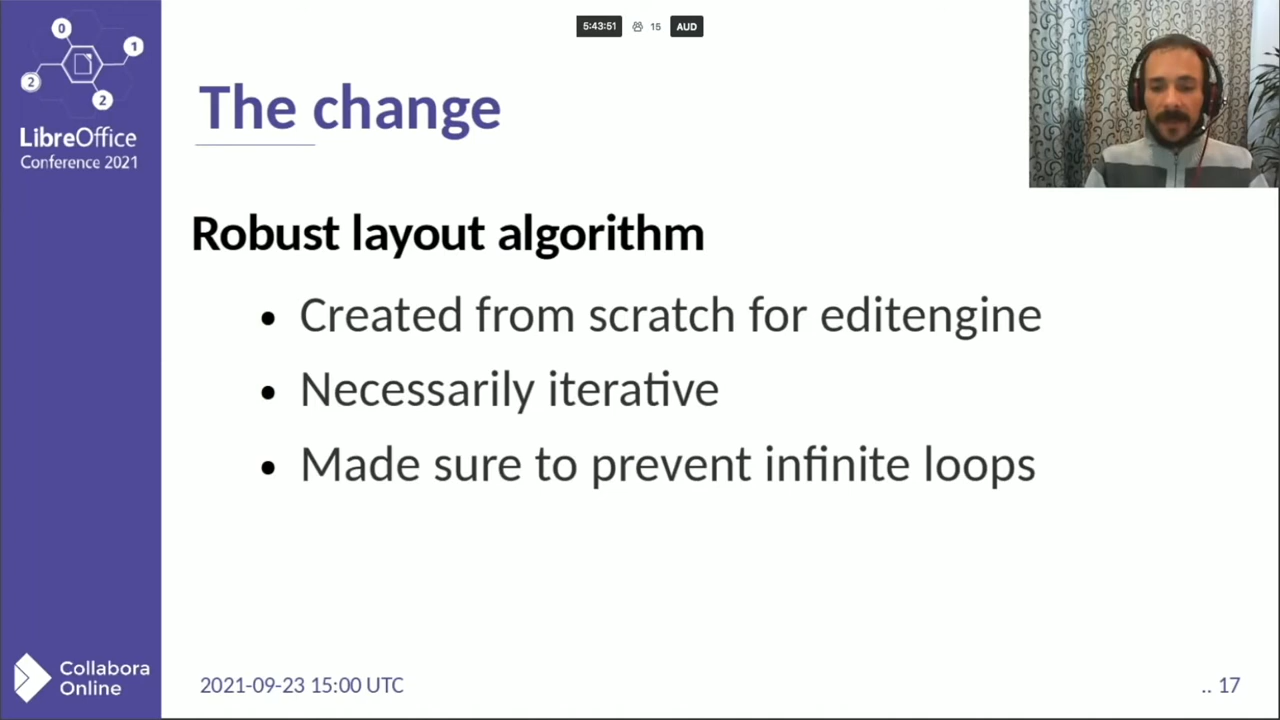 5:43:51 15 AUD
0
1
2
2
LibreOffice
Conference 2021
The change
Robust layout algorithm
• Created from scratch for editengine
• Necessarily iterative
• Made sure to prevent infinite loops
Collabora
Online
2021-09-23 15:00 UTC
.. 17